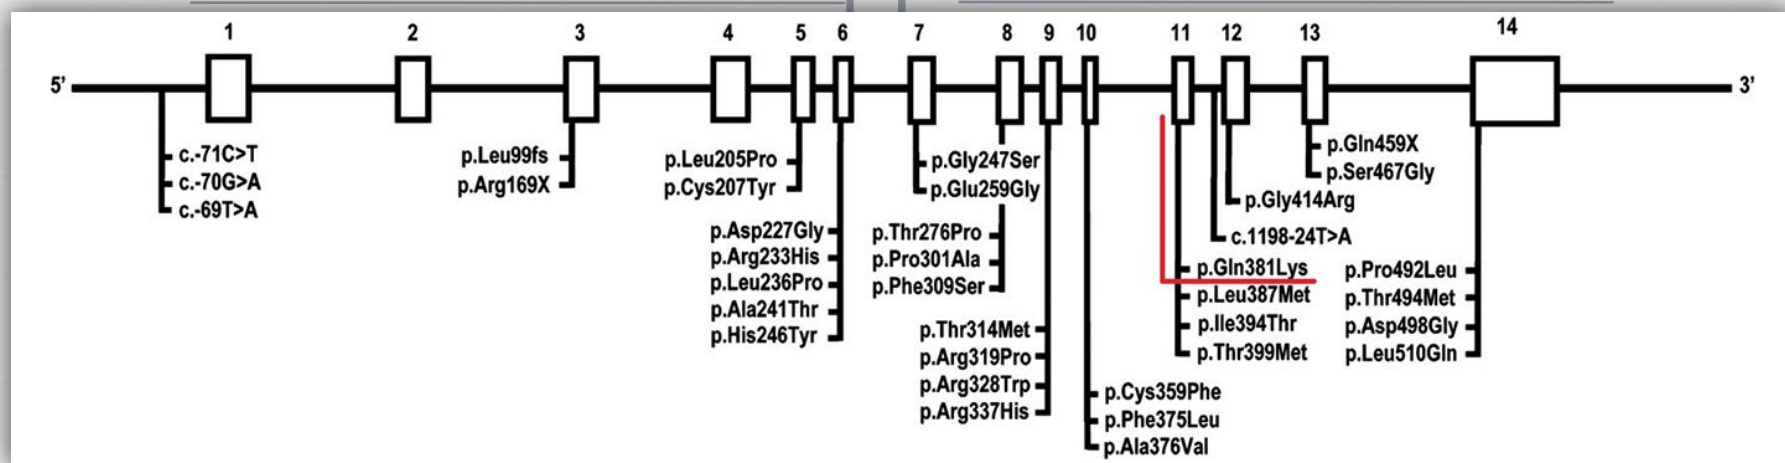 1 2 3 4 5 6 7 8 9 10 11 12 13 14
5’ 3’
c.-71C>T
c.-70G>A
c.-69T>A
p.Leu99fs
p.Arg169X
p.Leu205Pro
p.Cys207Tyr
p.Asp227Gly
p.Arg233His
p.Leu236Pro
p.Ala241Thr
p.His246Tyr
p.Gly247Ser
p.Glu259Gly
p.Thr276Pro
p.Pro301Ala
p.Phe309Ser
p.Thr314Met
p.Arg319Pro
p.Arg328Trp
p.Arg337His
p.Cys359Phe
p.Phe375Leu
p.Ala376Val
p.Gln381Lys
p.Leu387Met
p.Ile394Thr
p.Thr399Met
c.1198-24T>A
p.Gly414Arg
p.Gln459X
p.Ser467Gly
p.Pro492Leu
p.Thr494Met
p.Asp498Gly
p.Leu510Gln